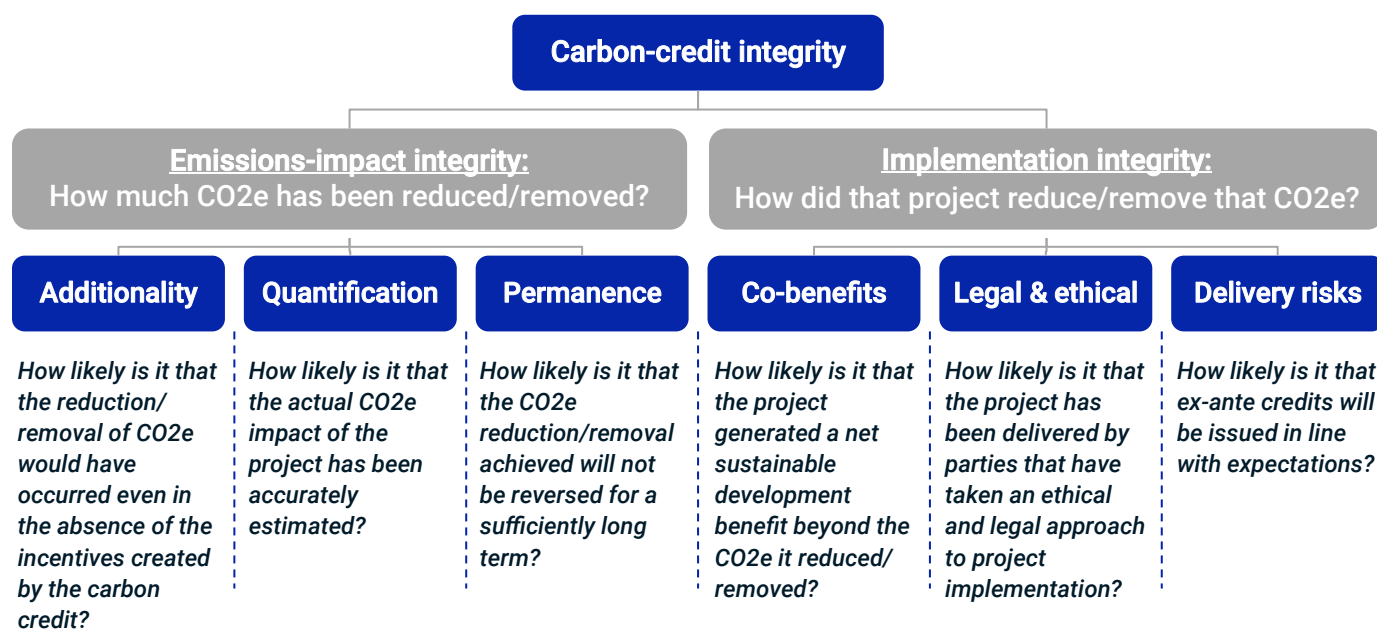 Carbon-credit integrity
Emissions-impact integrity:
How much CO2e has been reduced/removed?
Implementation integrity:
How did that project reduce/remove that CO2e?
Additionality
How likely is it that
the reduction/
removal of CO2e
would have
occurred even in
the absence of the
incentives created
by the carbon
credit?
Quantification
How likely is it that
the actual CO2e
impact of the
project has been
accurately
estimated?
Permanence
How likely is it that
the CO2e
reduction/removal
achieved will not
be reversed for a
sufficiently long
term?
Co-benefits
How likely is it that
the project
generated a net
sustainable
development
benefit beyond the
CO2e it reduced/
removed?
Legal & ethical
How likely is it that
the project has
been delivered by
parties that have
taken an ethical
and legal approach
to project
implementation?
Delivery risks
How likely is it that
ex-ante credits will
be issued in line
with expectations?